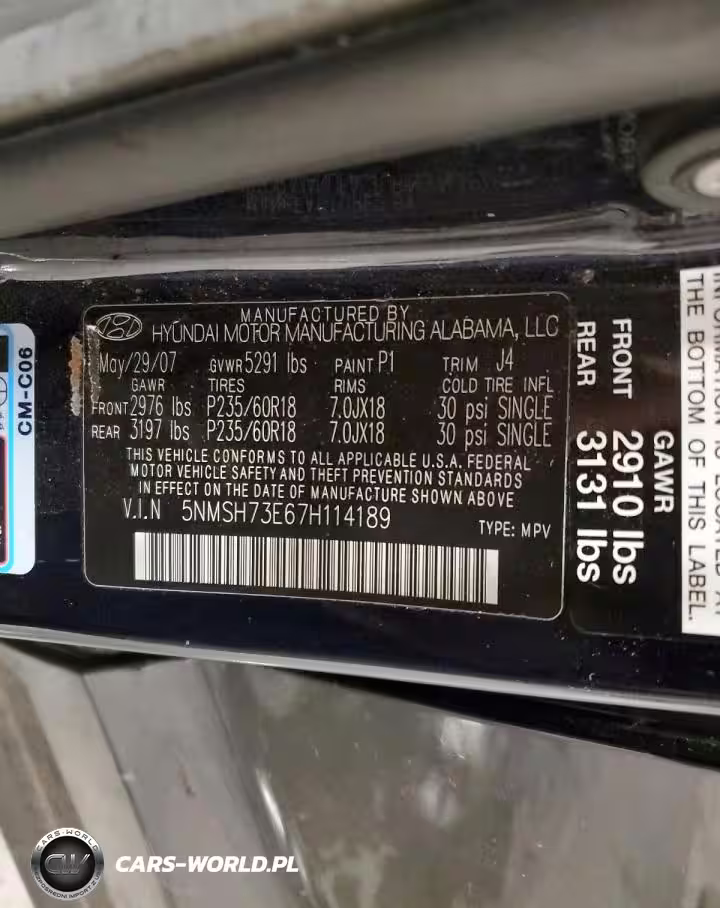 MANUFACTURED BY
HYUNDAI MOTOR MANUFACTURING ALABAMA, LLC
May/29/07 GVWR 5291 lbs PAINT P1 TRIM J4
GAWR TIRES RIMS COLD TIRE INFL
FRONT 2976 lbs P235/60R18 7.0JX18 30 psi SINGLE
REAR 3197 lbs P235/60R18 7.0JX18 30 psi SINGLE
THIS VEHICLE CONFORMS TO ALL APPLICABLE U.S.A. FEDERAL
MOTOR VEHICLE SAFETY AND THEFT PREVENTION STANDARDS
IN EFFECT ON THE DATE OF MANUFACTURE SHOWN ABOVE
V.I.N 5NMSH73E67H114189
TYPE: MPV
CM-C06
GAWR
FRONT 2910 lbs
REAR 3131 lbs
THE BOTTOM OF THIS LABEL.
CARS-WORLD
CW
CARS-WORLD.PL